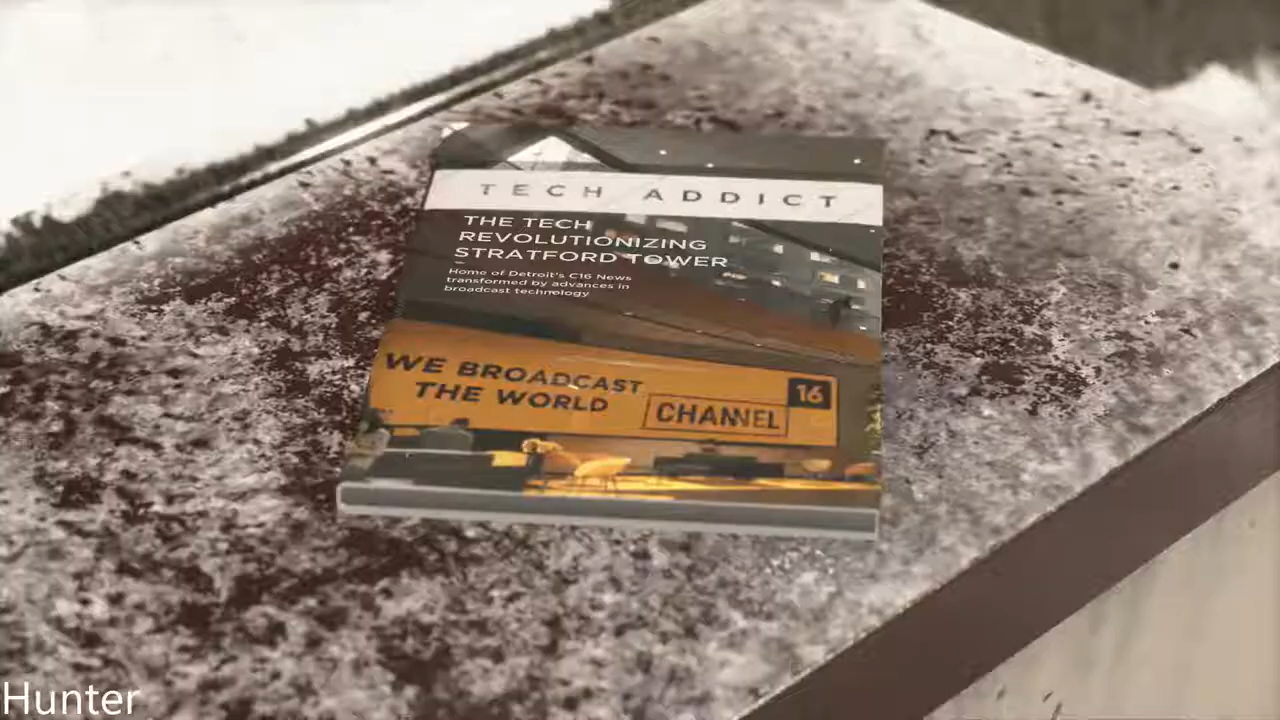 TECH ADDICT
THE TECH
REVOLUTIONIZING
STRATFORD TOWER
Home of Detroit's C16 News
transformed by advances in
broadcast technology
WE BROADCAST
THE WORLD
16
CHANNEL
Hunter